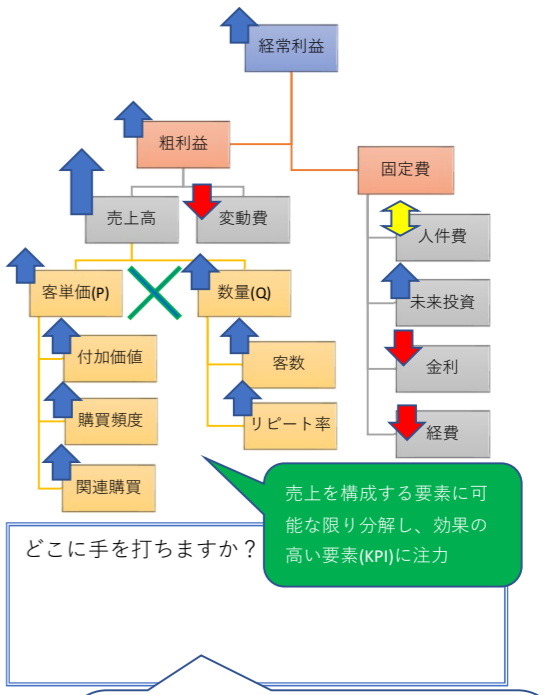 経常利益
粗利益
固定費
売上高
変動費
人件費
客単価(P)
数量(Q)
未来投資
付加価値
客数
金利
購買頻度
リピート率
経費
関連購買
売上を構成する要素に可
能な限り分解し、効果の
高い要素(KPI)に注力
どこに手を打ちますか？